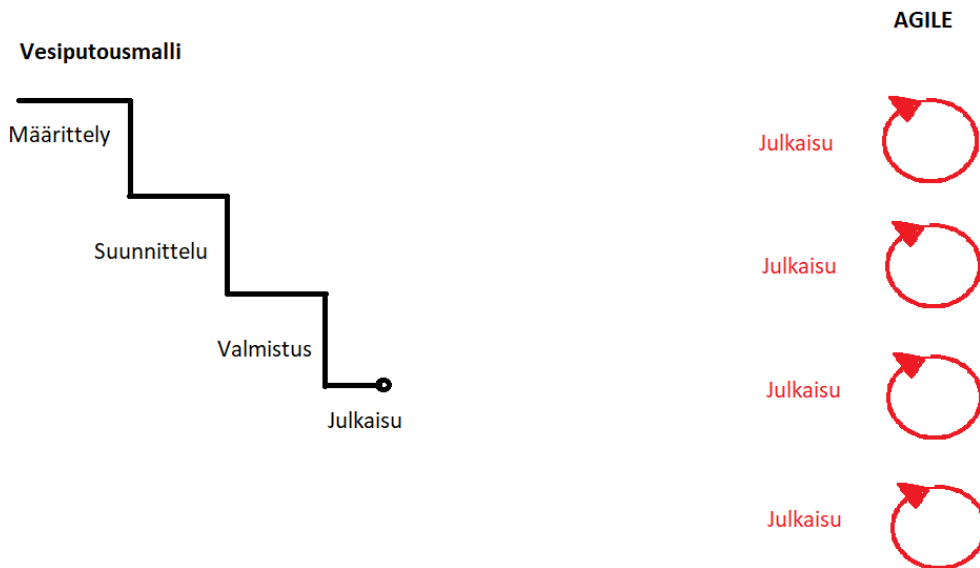 Vesiputousmalli
Määrittely
Suunnittelu
Valmistus
Julkaisu
AGILE
Julkaisu
Julkaisu
Julkaisu
Julkaisu